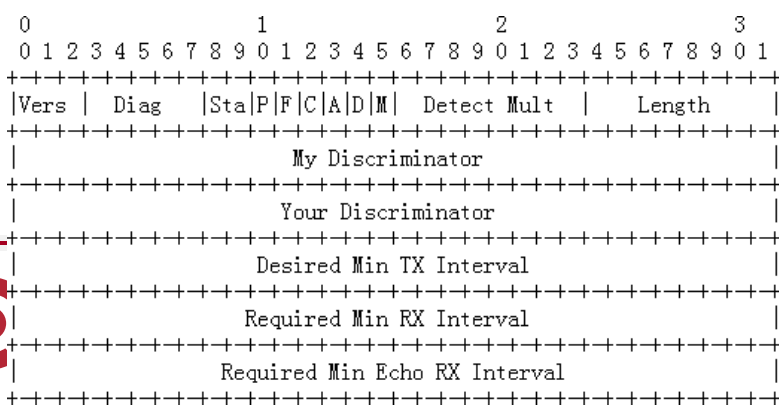 0 1 2 3
0 1 2 3 4 5 6 7 8 9 0 1 2 3 4 5 6 7 8 9 0 1 2 3 4 5 6 7 8 9 0 1
+-+-+-+-+-+-+-+-+-+-+-+-+-+-+-+-+-+-+-+-+-+-+-+-+-+-+-+-+-+-+-+-+
|Vers | Diag |Sta|P|F|C|A|D|M| Detect Mult | Length |
+-+-+-+-+-+-+-+-+-+-+-+-+-+-+-+-+-+-+-+-+-+-+-+-+-+-+-+-+-+-+-+-+
| My Discriminator |
+-+-+-+-+-+-+-+-+-+-+-+-+-+-+-+-+-+-+-+-+-+-+-+-+-+-+-+-+-+-+-+-+
| Your Discriminator |
+-+-+-+-+-+-+-+-+-+-+-+-+-+-+-+-+-+-+-+-+-+-+-+-+-+-+-+-+-+-+-+-+
| Desired Min TX Interval |
+-+-+-+-+-+-+-+-+-+-+-+-+-+-+-+-+-+-+-+-+-+-+-+-+-+-+-+-+-+-+-+-+
| Required Min RX Interval |
+-+-+-+-+-+-+-+-+-+-+-+-+-+-+-+-+-+-+-+-+-+-+-+-+-+-+-+-+-+-+-+-+
| Required Min Echo RX Interval |
+-+-+-+-+-+-+-+-+-+-+-+-+-+-+-+-+-+-+-+-+-+-+-+-+-+-+-+-+-+-+-+-+